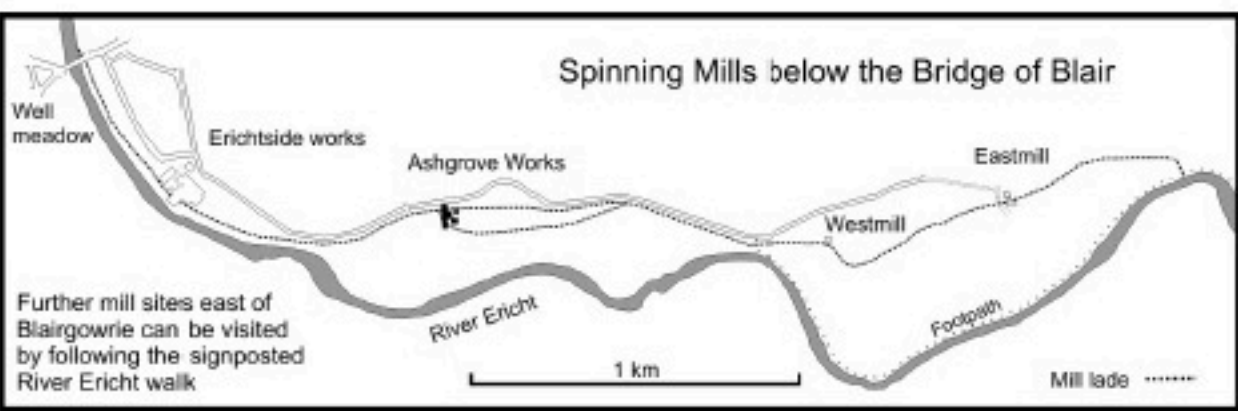 Spinning Mills below the Bridge of Blair
Well
meadow
Erichtside works
Ashgrove Works
Eastmill
Westmill
River Ericht
Footpath
Further mill sites east of
Blairgowrie can be visited
by following the signposted
River Ericht walk
1 km
Mill lade